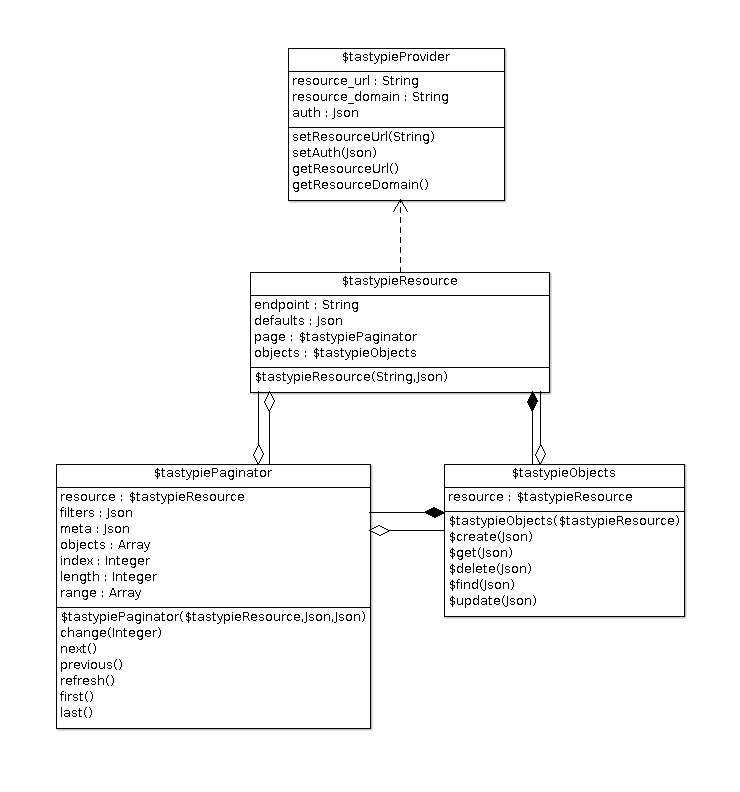 $tastypieProvider
resource_url : String
resource_domain : String
auth : Json
setResourceUrl(String)
setAuth(Json)
getResourceUrl()
getResourceDomain()
$tastypieResource
endpoint : String
defaults : Json
page : $tastypiePaginator
objects : $tastypieObjects
$tastypieResource(String,Json)
$tastypiePaginator
resource : $tastypieResource
filters : Json
meta : Json
objects : Array
index : Integer
length : Integer
range : Array
$tastypiePaginator($tastypieResource,Json,Json)
change(Integer)
next()
previous()
refresh()
first()
last()
$tastypieObjects
resource : $tastypieResource
$tastypieObjects($tastypieResource)
$create(Json)
$get(Json)
$delete(Json)
$find(Json)
$update(Json)